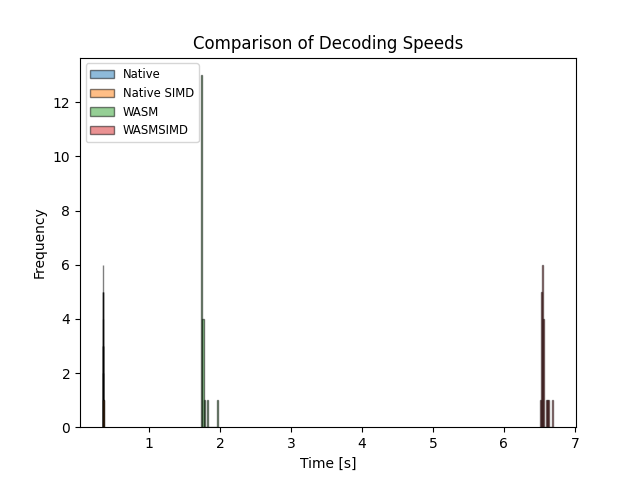 Comparison of Decoding Speeds
Native
Native SIMD
WASM
WASMSIMD
Frequency
12
10
8
6
4
2
0
1 2 3 4 5 6 7
Time [s]